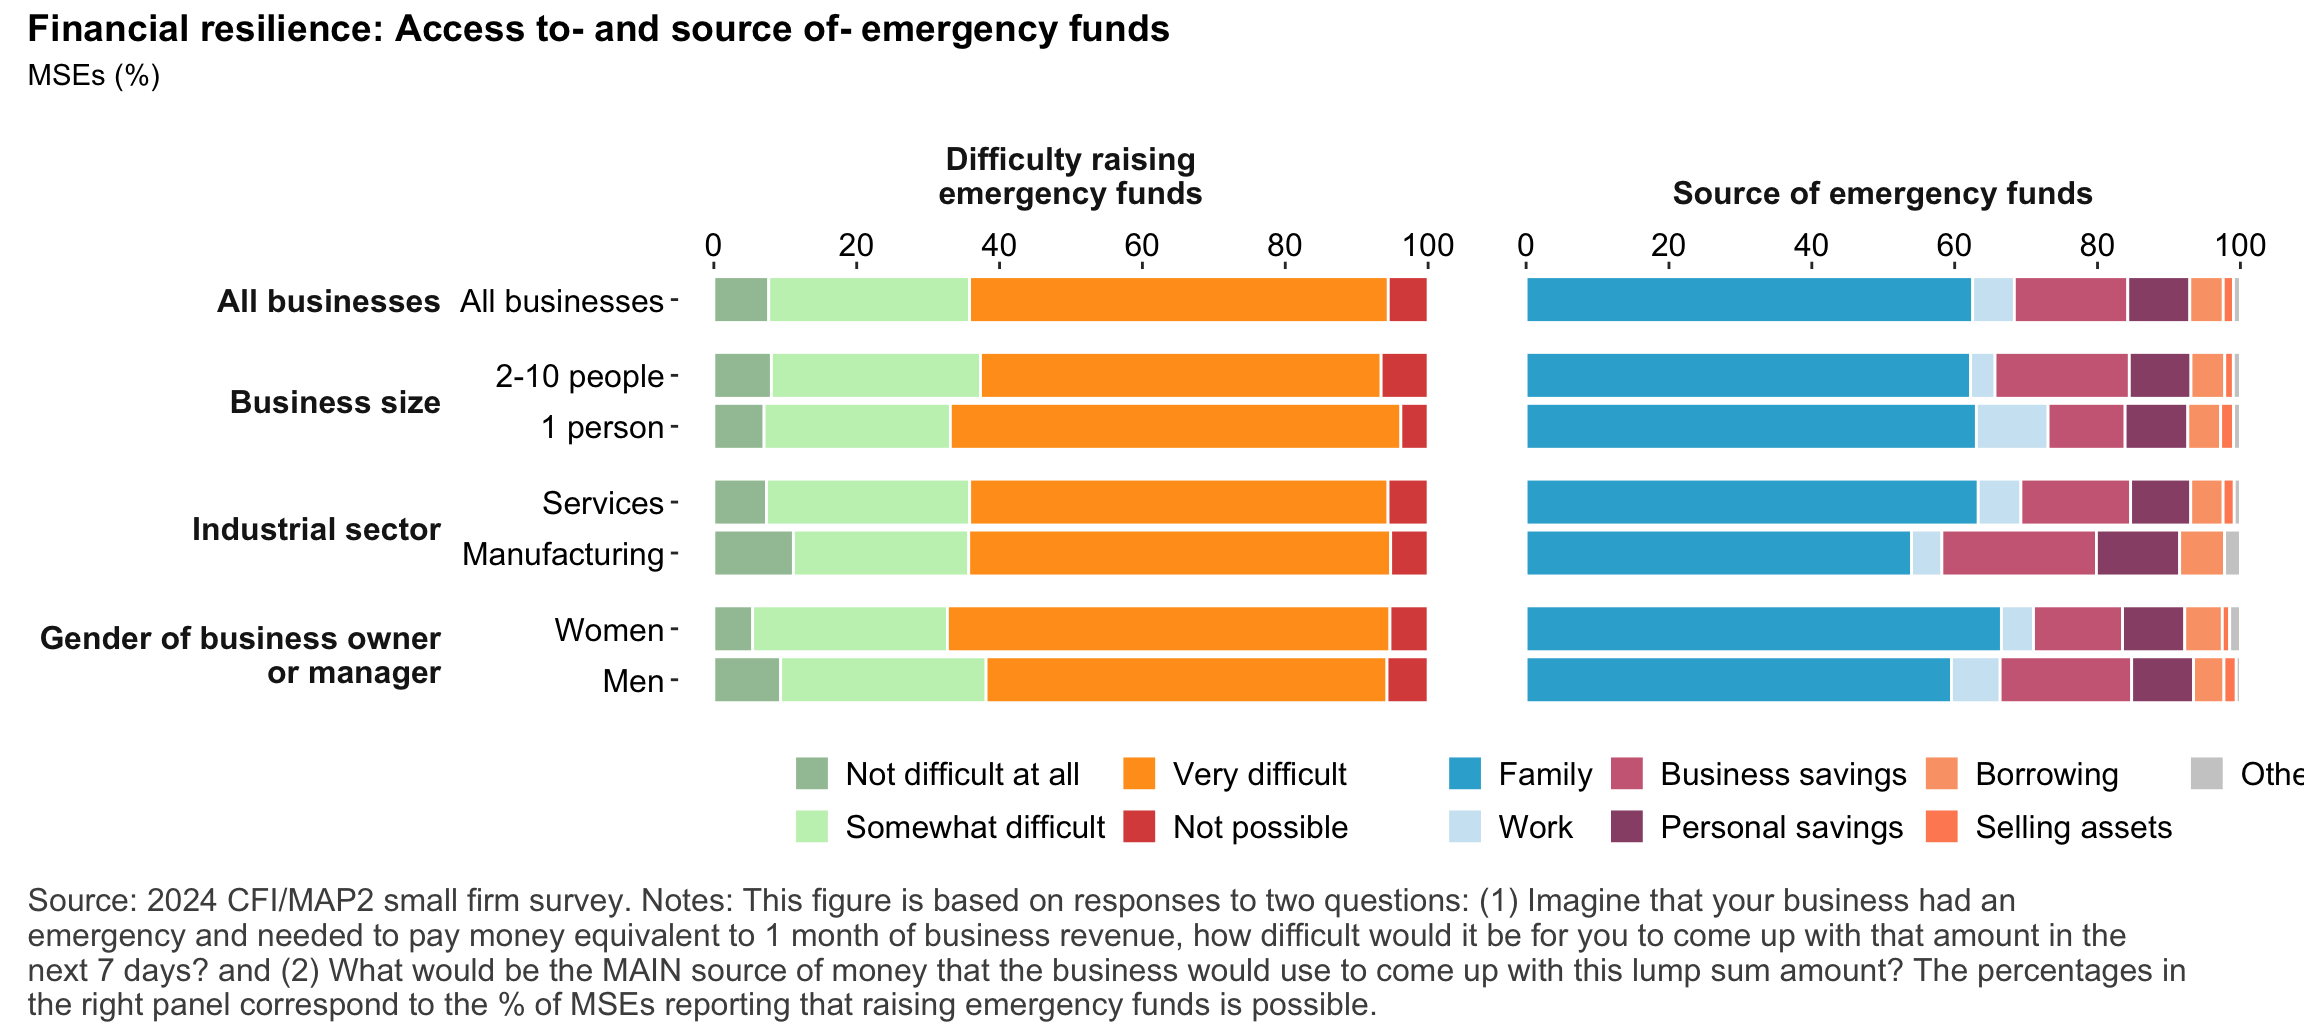 Financial resilience: Access to- and source of- emergency funds
MSEs (%)
Difficulty raising
emergency funds
Source of emergency funds
0 20 40 60 80 100
0 20 40 60 80 100
All businesses
All businesses
Business size
2-10 people
1 person
Industrial sector
Services
Manufacturing
Gender of business owner
or manager
Women
Men
Not difficult at all
Very difficult
Somewhat difficult
Not possible
Family
Business savings
Borrowing
Othe
Work
Personal savings
Selling assets
Source: 2024 CFI/MAP2 small firm survey. Notes: This figure is based on responses to two questions: (1) Imagine that your business had an
emergency and needed to pay money equivalent to 1 month of business revenue, how difficult would it be for you to come up with that amount in the
next 7 days? and (2) What would be the MAIN source of money that the business would use to come up with this lump sum amount? The percentages in
the right panel correspond to the % of MSEs reporting that raising emergency funds is possible.